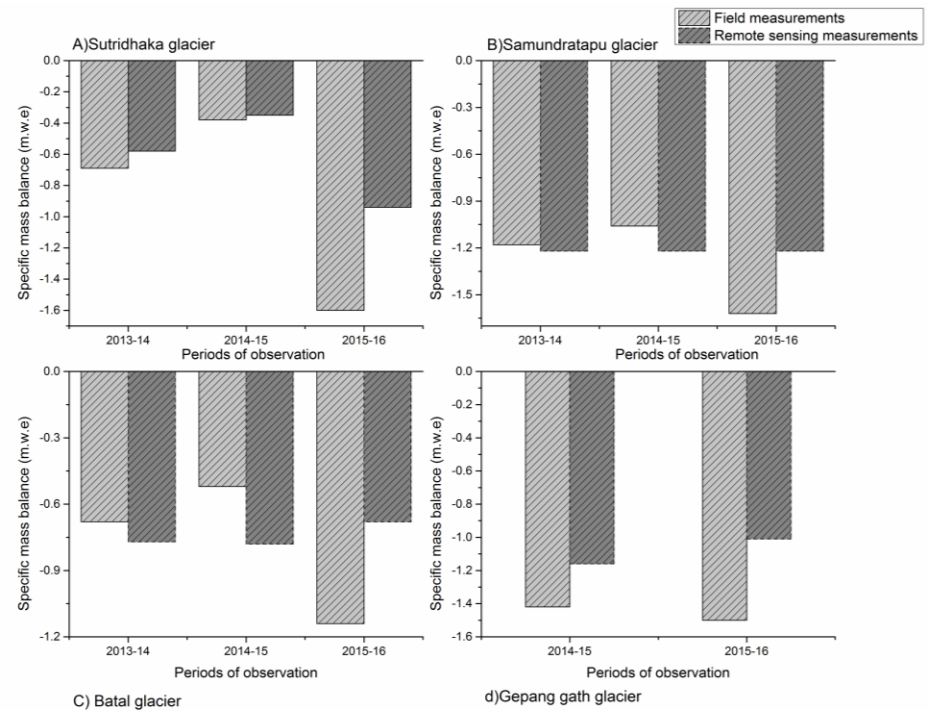 Field measurements
Remote sensing measurements
A)Sutridhaka glacier
B)Samundratapu glacier
Specific mass balance (m.w.e)
0.0
-0.2
-0.4
-0.6
-0.8
-1.0
-1.2
-1.4
-1.6
2013-14
2014-15
2015-16
Periods of observation
Specific mass balance (m.w.e)
0.0
-0.3
-0.6
-0.9
-1.2
-1.5
2013-14
2014-15
2015-16
Periods of observation
Specific mass balance (m.w.e)
0.0
-0.3
-0.6
-0.9
-1.2
2013-14
2014-15
2015-16
Periods of observation
C) Batal glacier
Specific mass balance (m.w.e)
0.0
-0.2
-0.4
-0.6
-0.8
-1.0
-1.2
-1.4
-1.6
2014-15
2015-16
Periods of observation
d)Gepang gath glacier